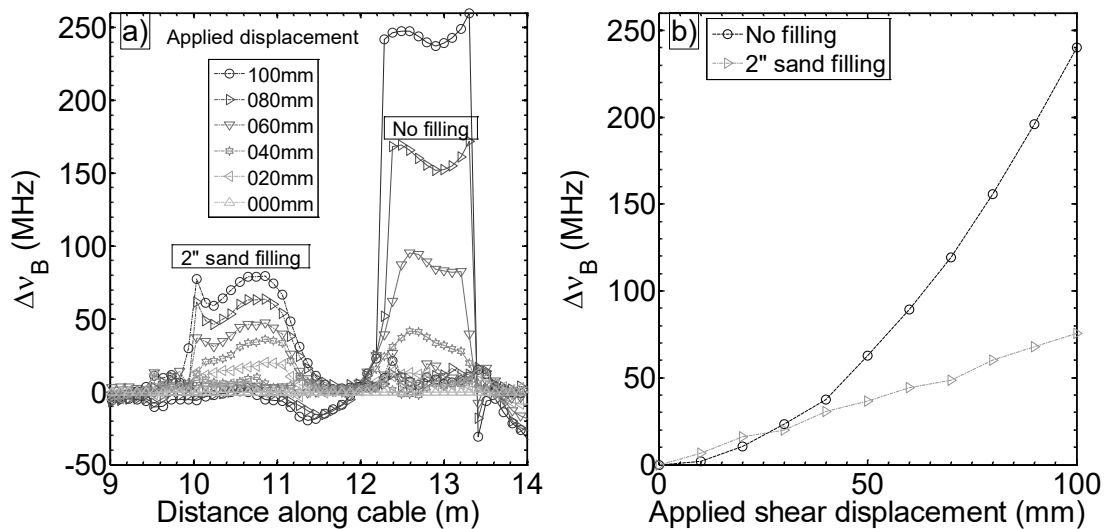 a)
Applied displacement
100mm
080mm
060mm
040mm
020mm
000mm
No filling
2" sand filling
260
250
200
150
100
50
0
-50
9 10 11 12 13 14
Distance along cable (m)
Δν_B (MHz)
b)
No filling
2" sand filling
250
200
150
100
50
0
0 50 100
Applied shear displacement (mm)
Δν_B (MHz)